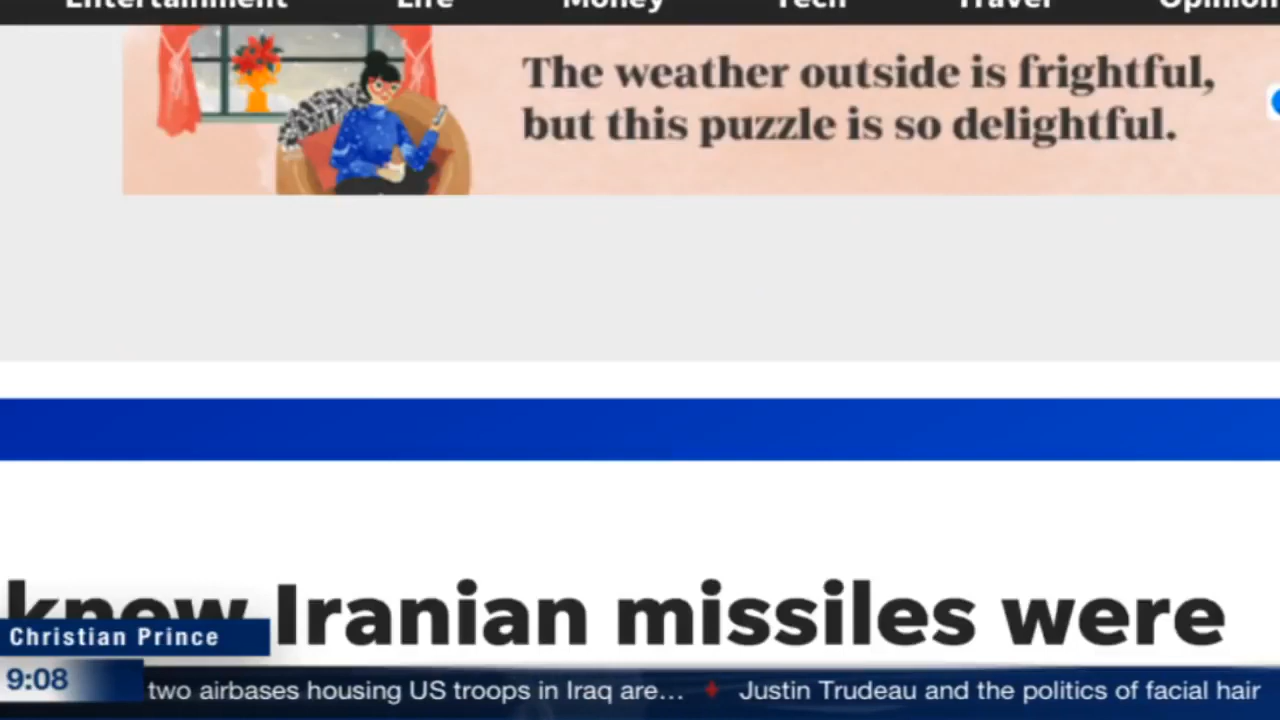 Entertainment Life Money Tech Travel Opinion
The weather outside is frightful,
but this puzzle is so delightful.
knew Iranian missiles were
Christian Prince
9:08
two airbases housing US troops in Iraq are... ♦ Justin Trudeau and the politics of facial hair